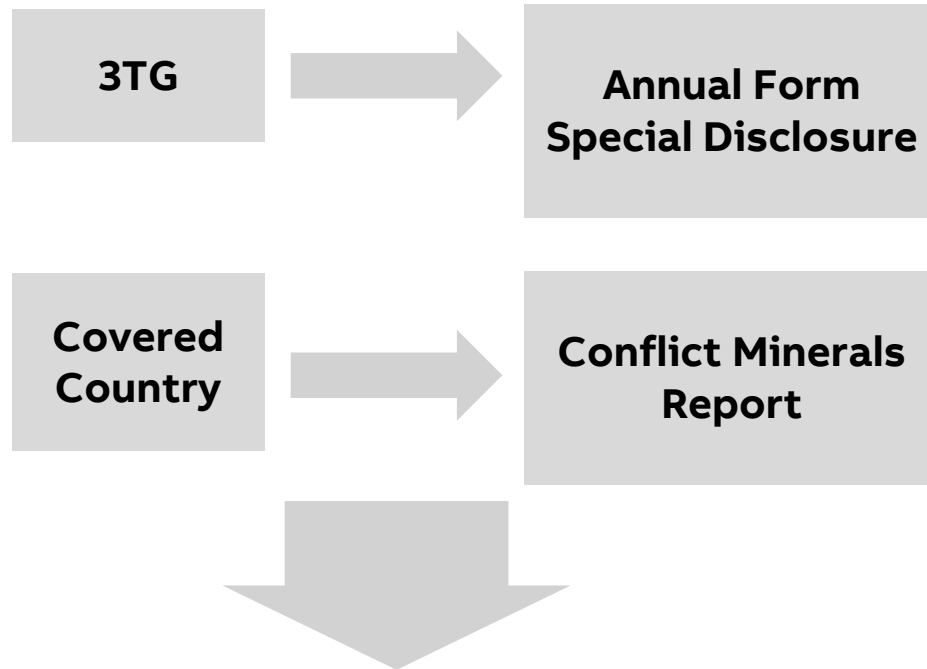 3TG
Annual Form
Special Disclosure
Covered
Country
Conflict Minerals
Report